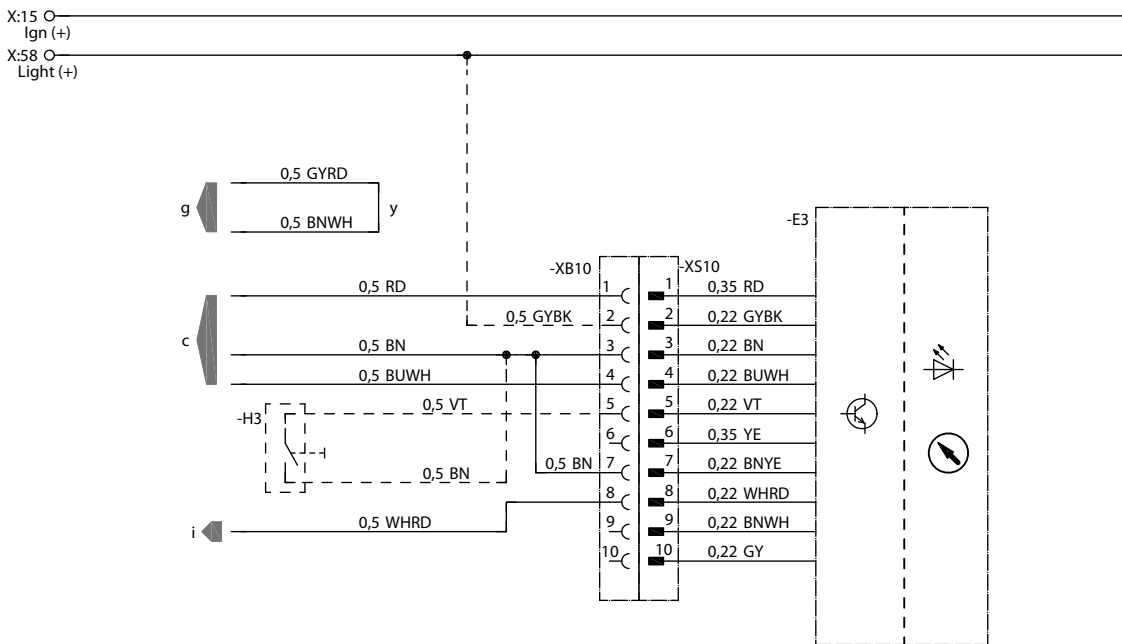 X:15
Ign (+)
X:58
Light (+)
0,5 GYRD
g
y
0,5 BNWH
-E3
-XB10
-XS10
0,5 RD
1
1
0,35 RD
0,5 GYBK
2
2
0,22 GYBK
c
0,5 BN
3
3
0,22 BN
0,5 BUWH
4
4
0,22 BUWH
-H3
0,5 VT
5
5
0,22 VT
6
6
0,35 YE
0,5 BN
0,5 BN
7
7
0,22 BNYE
8
8
0,22 WHRD
i
0,5 WHRD
9
9
0,22 BNWH
10
10
0,22 GY